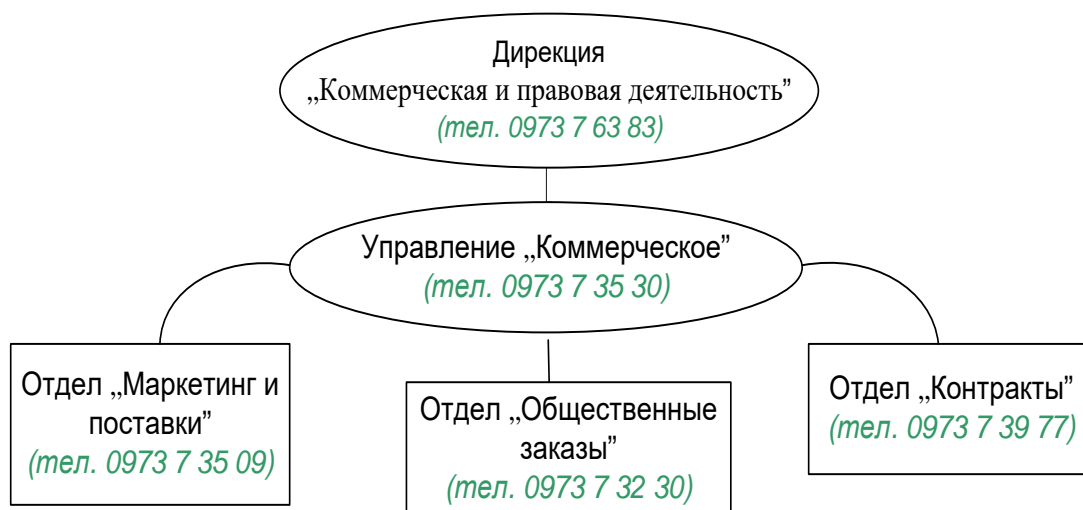 Дирекция
„Коммерческая и правовая деятельность”
(тел. 0973 7 63 83)
Управление „Коммерческое”
(тел. 0973 7 35 30)
Отдел „Маркетинг и
поставки”
(тел. 0973 7 35 09)
Отдел „Общественные
заказы”
(тел. 0973 7 32 30)
Отдел „Контракты”
(тел. 0973 7 39 77)